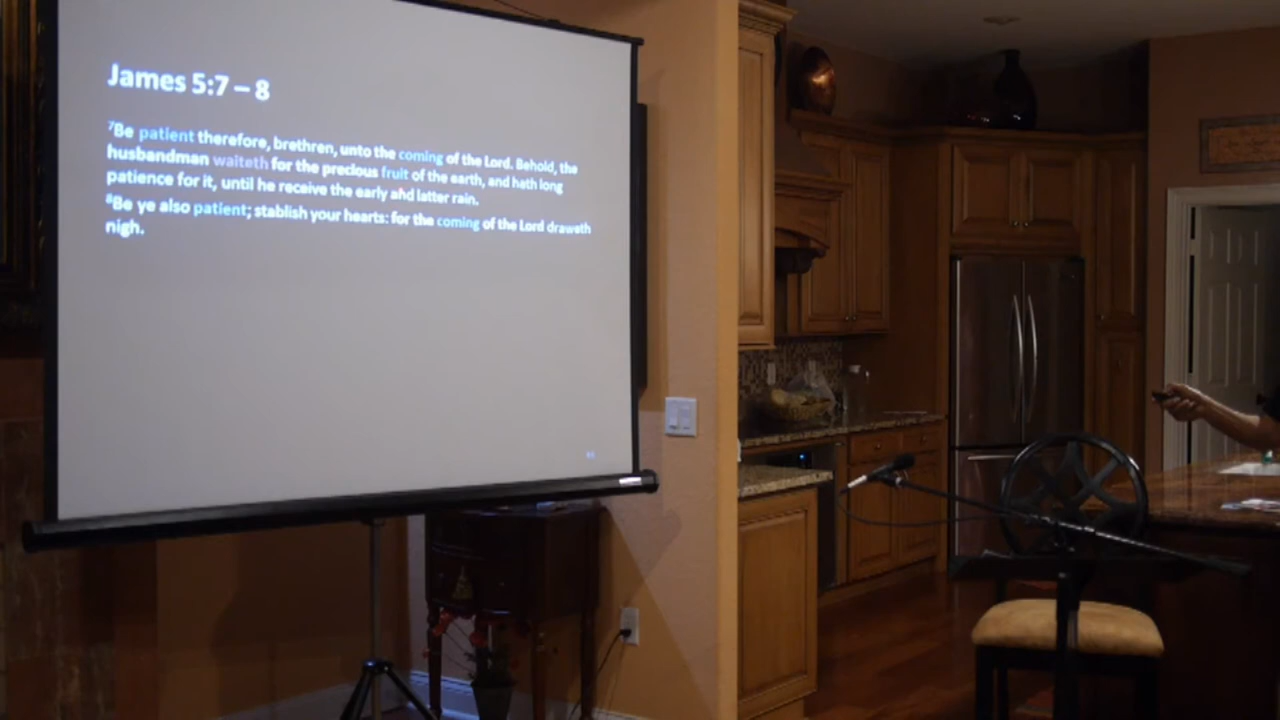 James 5:7 – 8
⁷Be patient therefore, brethren, unto the coming of the Lord. Behold, the
husbandman waiteth for the precious fruit of the earth, and hath long
patience for it, until he receive the early and latter rain.
⁸Be ye also patient; stablish your hearts: for the coming of the Lord draweth
nigh.